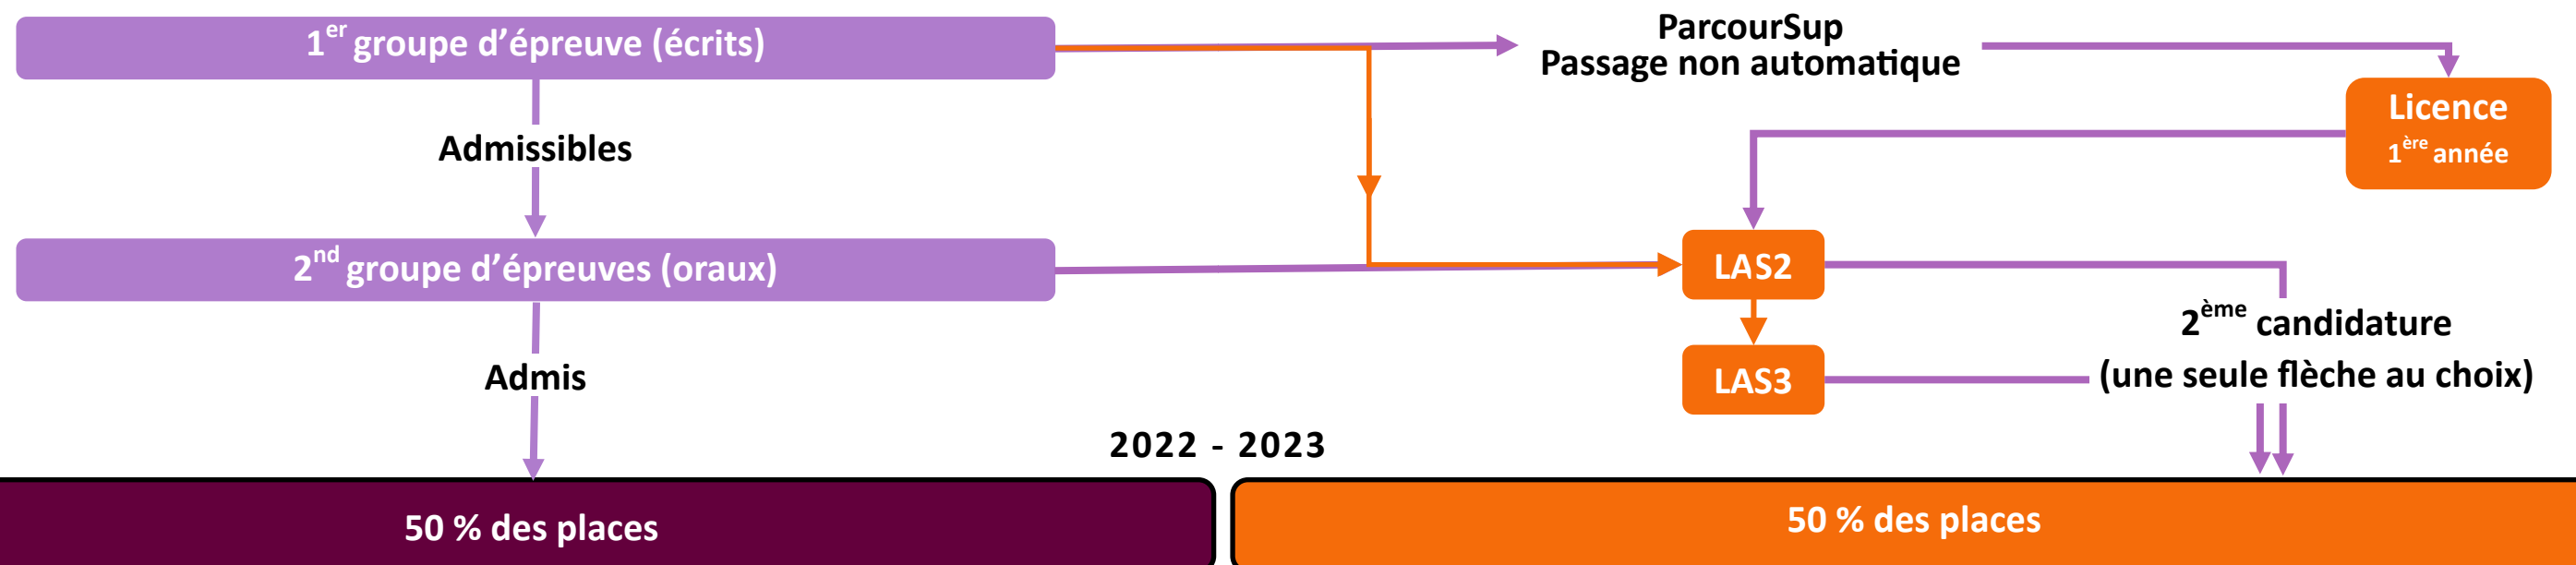 1er groupe d’épreuve (écrits)
ParcourSup
Passage non automatique
Licence
1ère année
Admissibles
2nd groupe d’épreuves (oraux)
LAS2
2ème candidature
(une seule flèche au choix)
LAS3
Admis
2022 - 2023
50 % des places
50 % des places